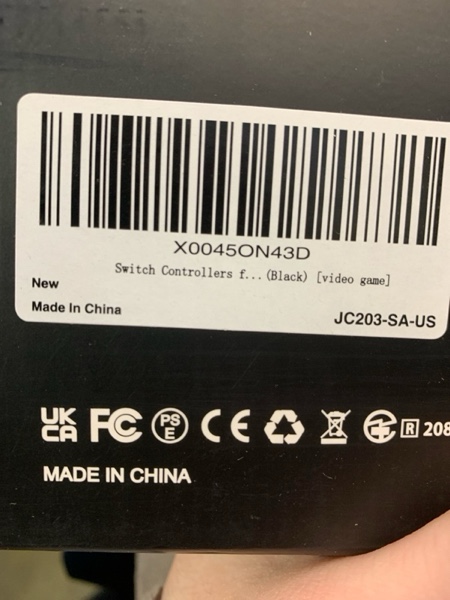 X0045ON43D
Switch Controllers f...(Black) [video game]
New
Made In China
JC203-SA-US
UK CA FC PS E CE R 208
MADE IN CHINA